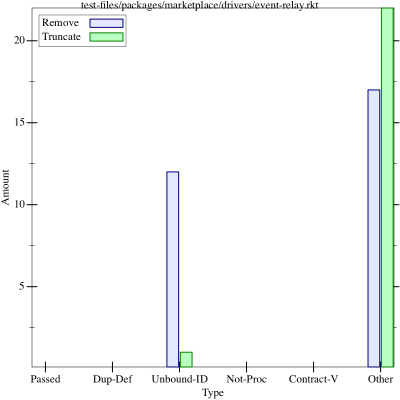 test-files/packages/marketplace/drivers/event-relay.rkt
Remove
Truncate
20
15
10
5
Amount
Passed Dup-Def Unbound-ID Not-Proc Contract-V Other
Type